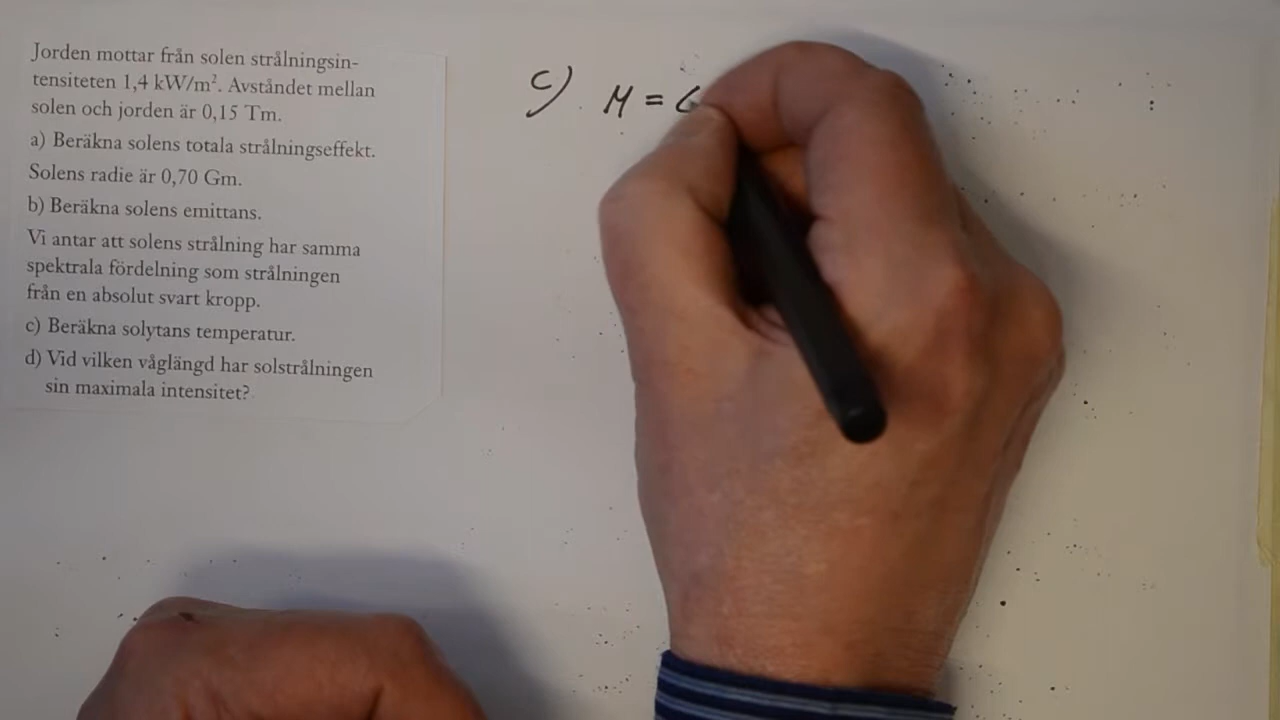 Jorden mottar från solen strålningsin-
tensiteten 1,4 kW/m². Avståndet mellan
solen och jorden är 0,15 Tm.
a) Beräkna solens totala strålningseffekt.
Solens radie är 0,70 Gm.
b) Beräkna solens emittans.
Vi antar att solens strålning har samma
spektrala fördelning som strålningen
från en absolut svart kropp.
c) Beräkna solytans temperatur.
d) Vid vilken våglängd har solstrålningen
sin maximala intensitet?
c) M =